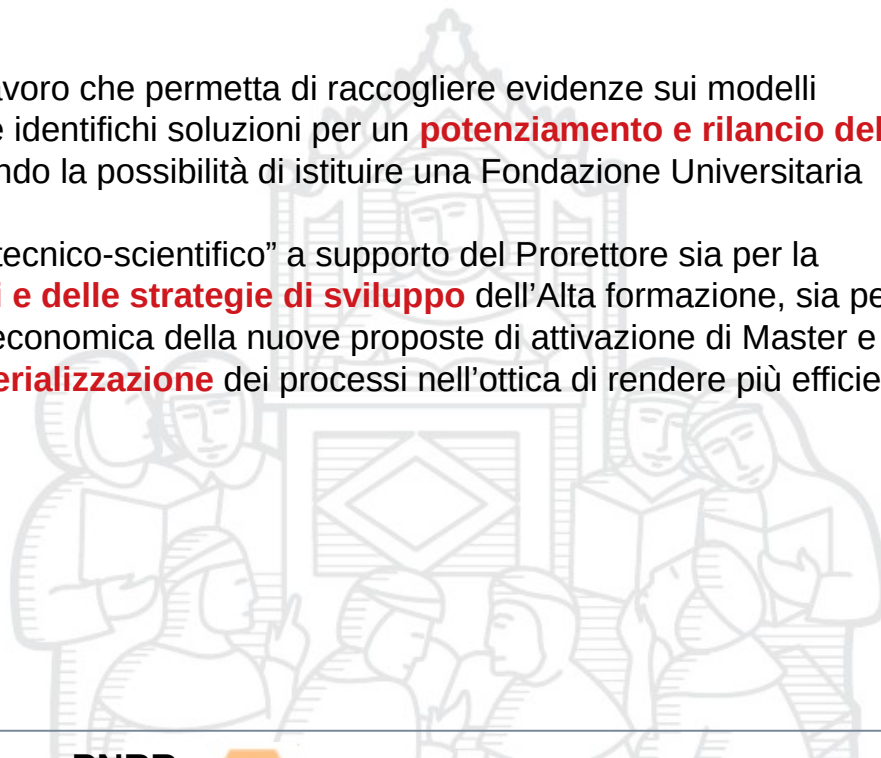 avoro che permetta di raccogliere evidenze sui modelli
e identifichi soluzioni per un potenziamento e rilancio del
ndo la possibilità di istituire una Fondazione Universitaria
tecnico-scientifico” a supporto del Prorettore sia per la
i e delle strategie di sviluppo dell’Alta formazione, sia pe
economica della nuove proposte di attivazione di Master e
erializzazione dei processi nell’ottica di rendere più efficie